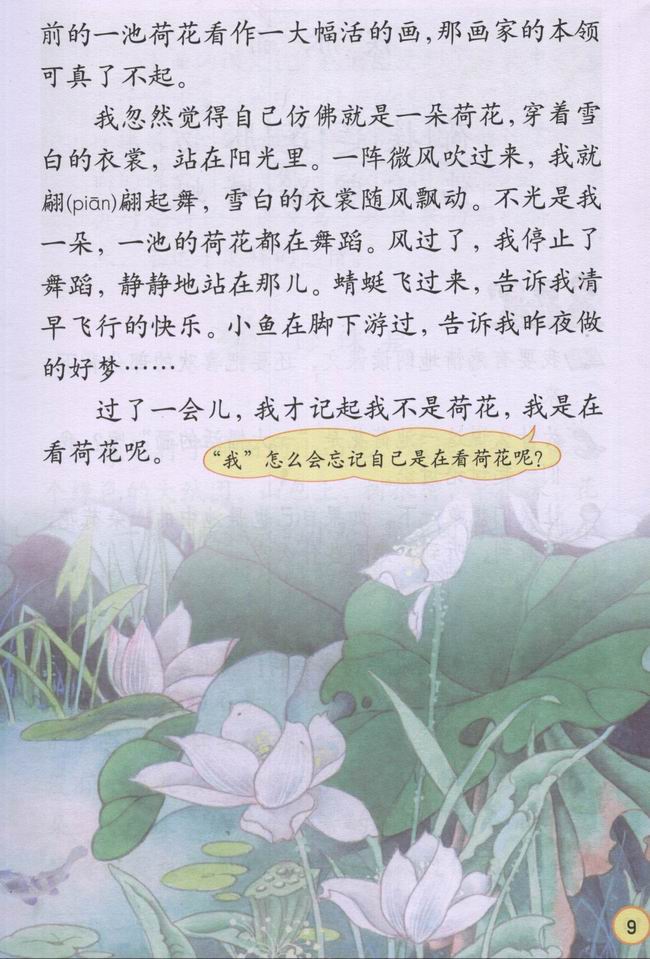 前的一池荷花看作一大幅活的画,那画家的本领
可真了不起。
我忽然觉得自己仿佛就是一朵荷花,穿着雪
白的衣裳，站在阳光里。一阵微风吹过来，我就
翩(piān)翩起舞，雪白的衣裳随风飘动。不光是我
一朵，一池的荷花都在舞蹈。风过了，我停止了
舞蹈，静静地站在那儿。蜻蜓飞过来，告诉我清
早飞行的快乐。小鱼在脚下游过，告诉我昨夜做
的好梦……
过了一会儿，我才记起我不是荷花，我是在
看荷花呢。
“我”怎么会忘记自己是在看荷花呢？
9